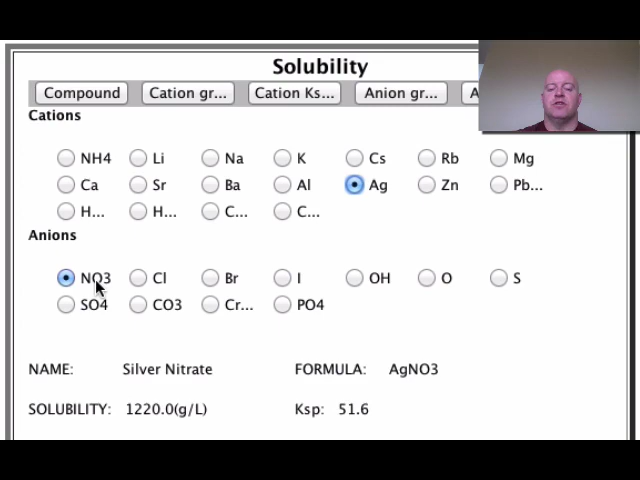 Solubility
Compound Cation gr... Cation Ks... Anion gr... A
Cations
NH4 Li Na K Cs Rb Mg
Ca Sr Ba Al Ag Zn Pb...
H... H... C... C...
Anions
NO3 Cl Br I OH O S
SO4 CO3 Cr... PO4
NAME: Silver Nitrate FORMULA: AgNO3
SOLUBILITY: 1220.0(g/L) Ksp: 51.6